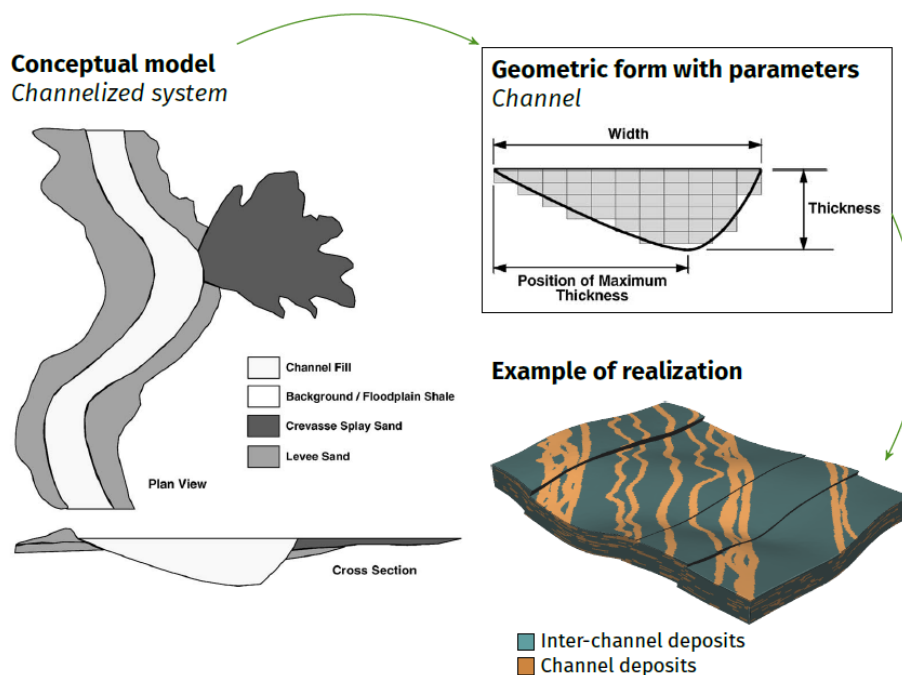 Conceptual model
Channelized system
Channel Fill
Background / Floodplain Shale
Crevasse Splay Sand
Levee Sand
Plan View
Cross Section
Geometric form with parameters
Channel
Width
Thickness
Position of Maximum
Thickness
Example of realization
Inter-channel deposits
Channel deposits